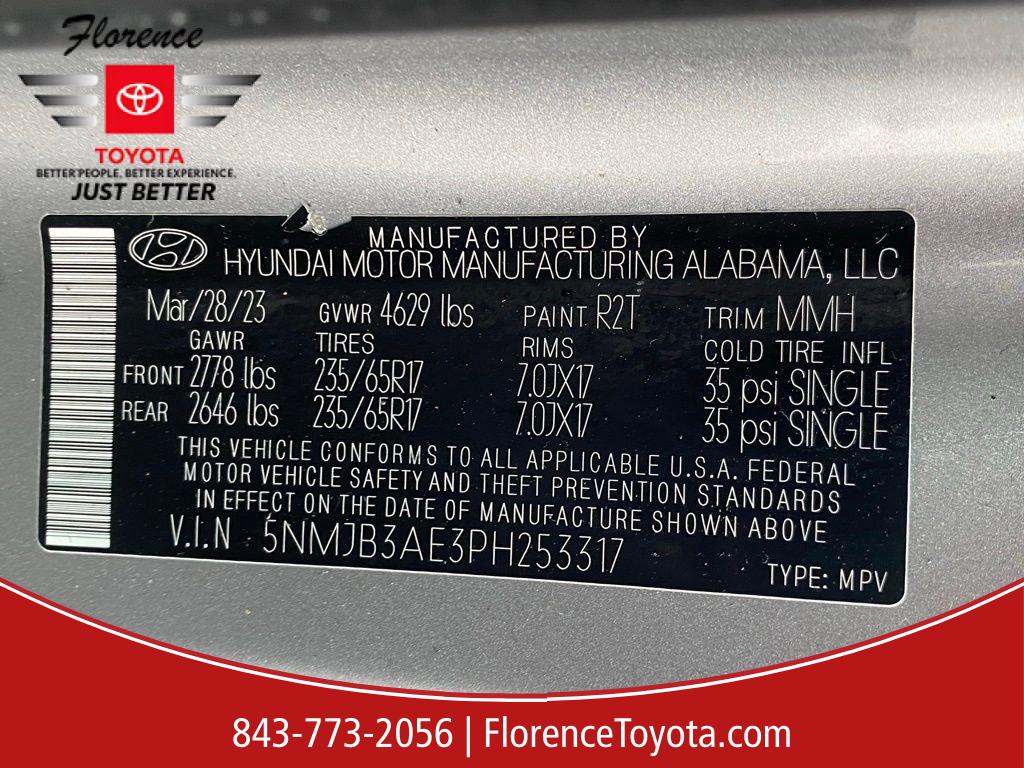 Florence
TOYOTA
BETTER PEOPLE. BETTER EXPERIENCE.
JUST BETTER
MANUFACTURED BY
HYUNDAI MOTOR MANUFACTURING ALABAMA, LLC
Mar/28/23 GVWR 4629 lbs PAINT R2T TRIM MMH
GAWR TIRES RIMS COLD TIRE INFL
FRONT 2778 lbs 235/65R17 7.0JX17 35 psi SINGLE
REAR 2646 lbs 235/65R17 7.0JX17 35 psi SINGLE
THIS VEHICLE CONFORMS TO ALL APPLICABLE U.S.A. FEDERAL
MOTOR VEHICLE SAFETY AND THEFT PREVENTION STANDARDS
IN EFFECT ON THE DATE OF MANUFACTURE SHOWN ABOVE
V.I.N 5NMJB3AE3PH253317
TYPE: MPV
843-773-2056 | FlorenceToyota.com